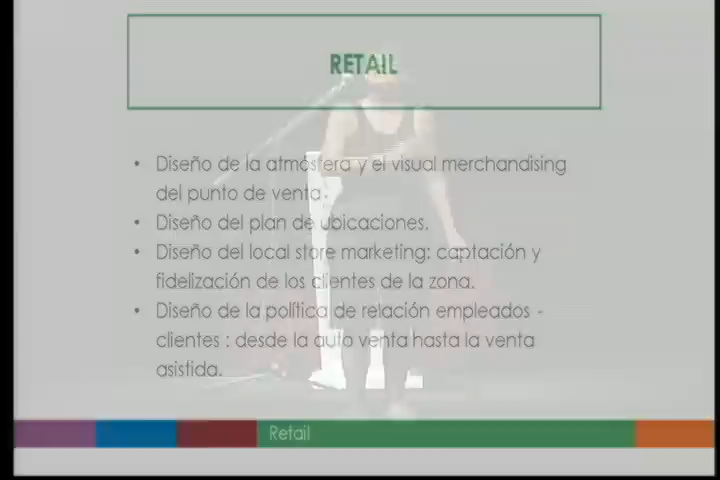 RETAIL
• Diseño de la atmósfera y el visual merchandising
del punto de venta.
• Diseño del plan de ubicaciones.
• Diseño del local store marketing: captación y
fidelización de los clientes de la zona.
• Diseño de la política de relación empleados -
clientes : desde la auto venta hasta la venta
asistida.
Retail